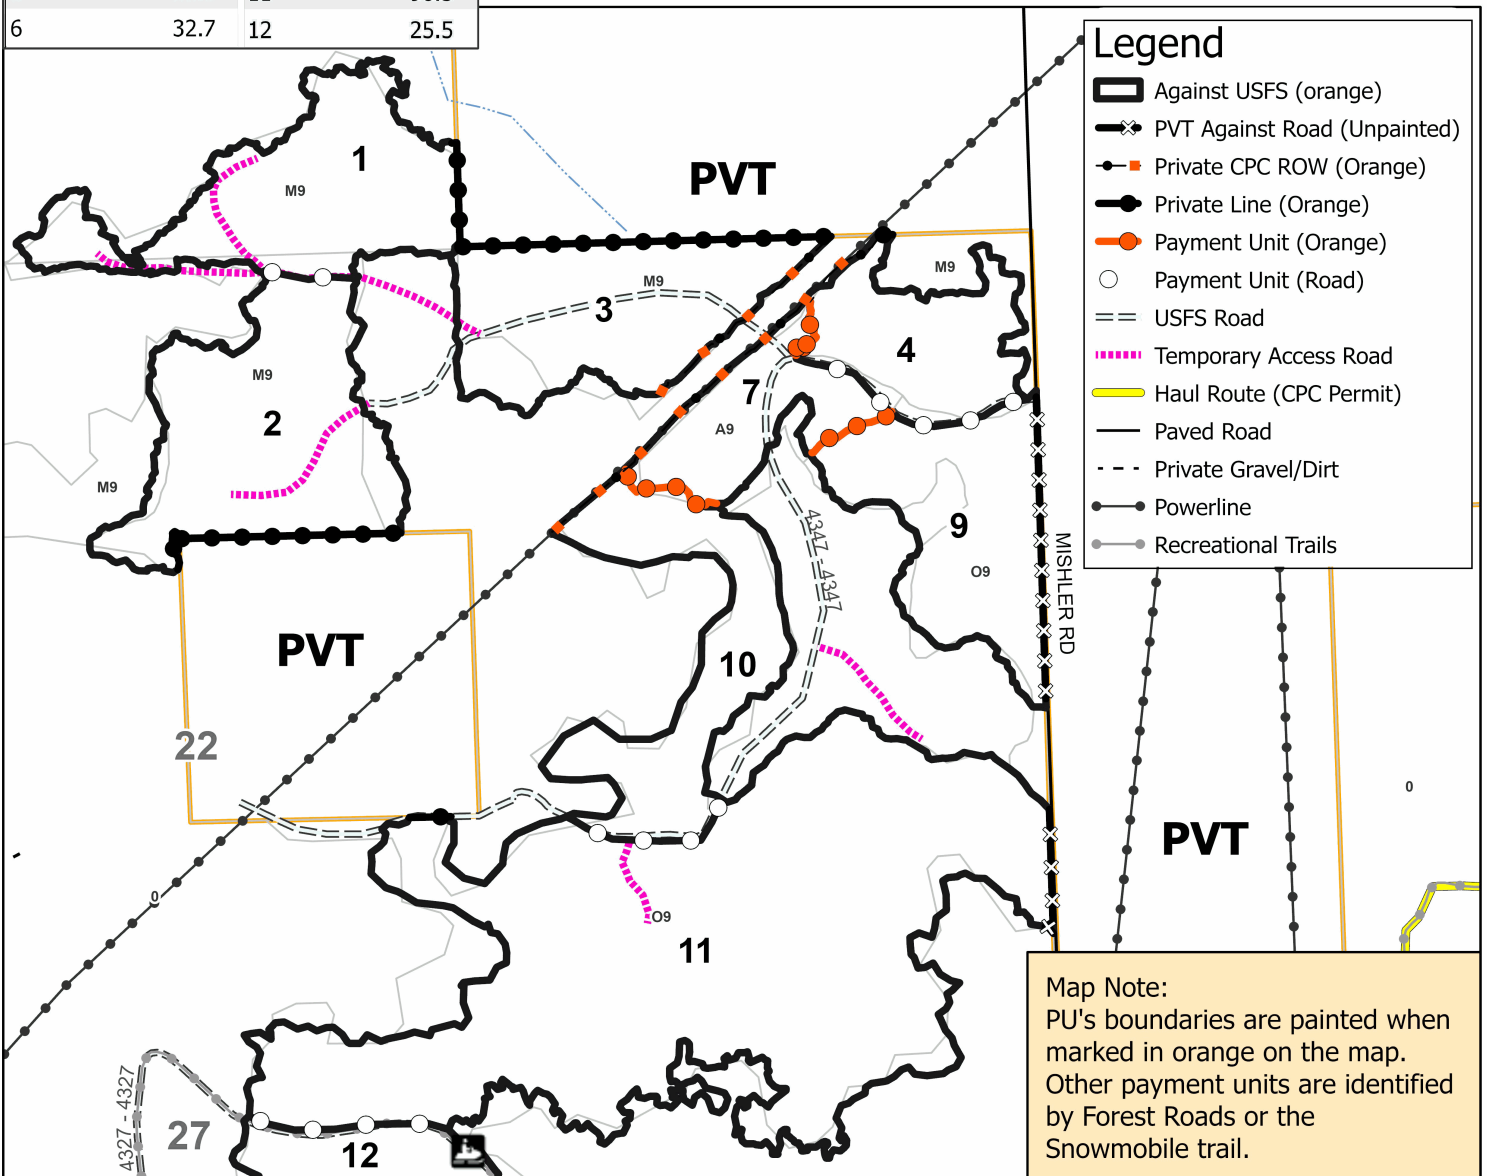 6 32.7 12 25.5
Legend
Against USFS (orange)
PVT Against Road (Unpainted)
Private CPC ROW (Orange)
Private Line (Orange)
Payment Unit (Orange)
Payment Unit (Road)
USFS Road
Temporary Access Road
Haul Route (CPC Permit)
Paved Road
Private Gravel/Dirt
Powerline
Recreational Trails
1
M9
PVT
M9
3
M9
4
M9
2
7
A9
M9
9
O9
4347 - 4347
MISHLER RD
PVT
10
22
0
PVT
0
O9
11
4327 - 4327
27
12
Map Note:
PU's boundaries are painted when
marked in orange on the map.
Other payment units are identified
by Forest Roads or the
Snowmobile trail.